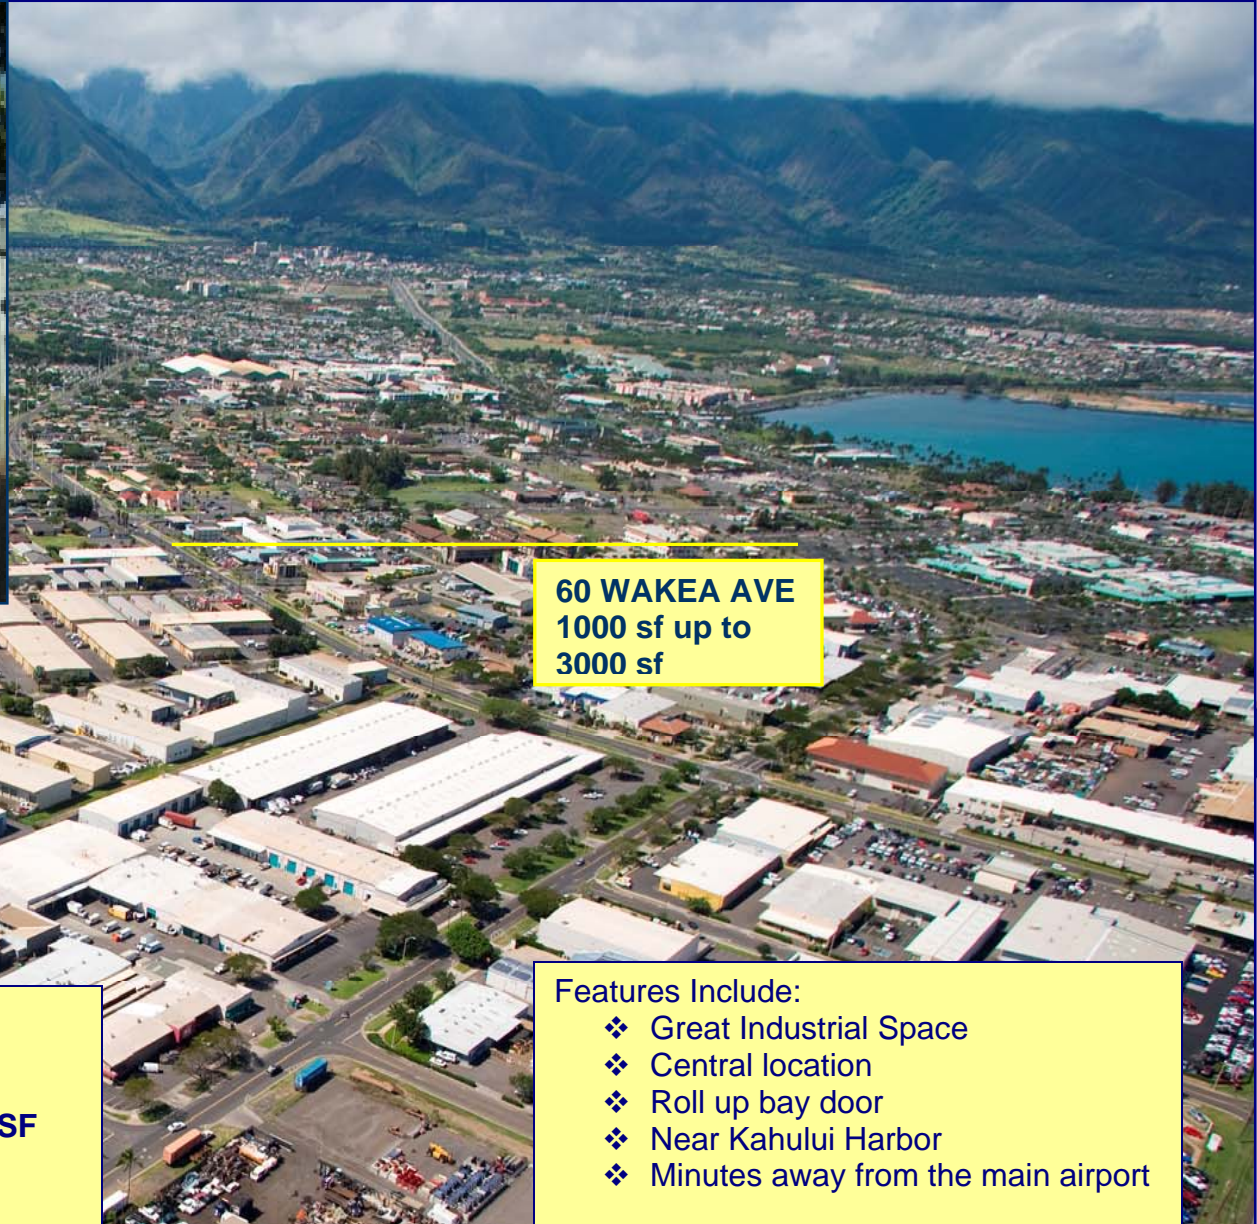 60 WAKEA AVE
1000 sf up to
3000 sf
SF
Features Include:
❖ Great Industrial Space
❖ Central location
❖ Roll up bay door
❖ Near Kahului Harbor
❖ Minutes away from the main airport